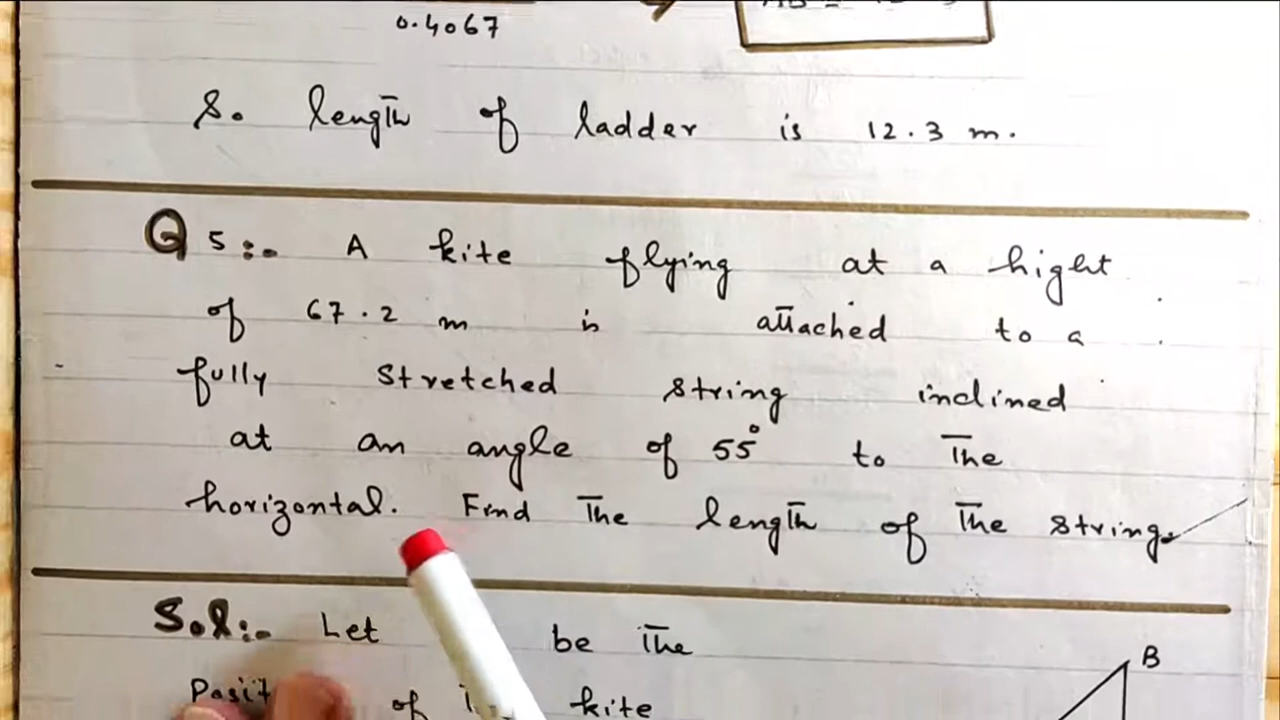 0.4067
So length of ladder is 12.3 m.
Q 5:- A kite flying at a hight
of 67.2 m is attached to a
fully stretched string inclined
at an angle of 55° to the
horizontal. Find the length of the string.
Sol:- Let be the
Posit of kite
B